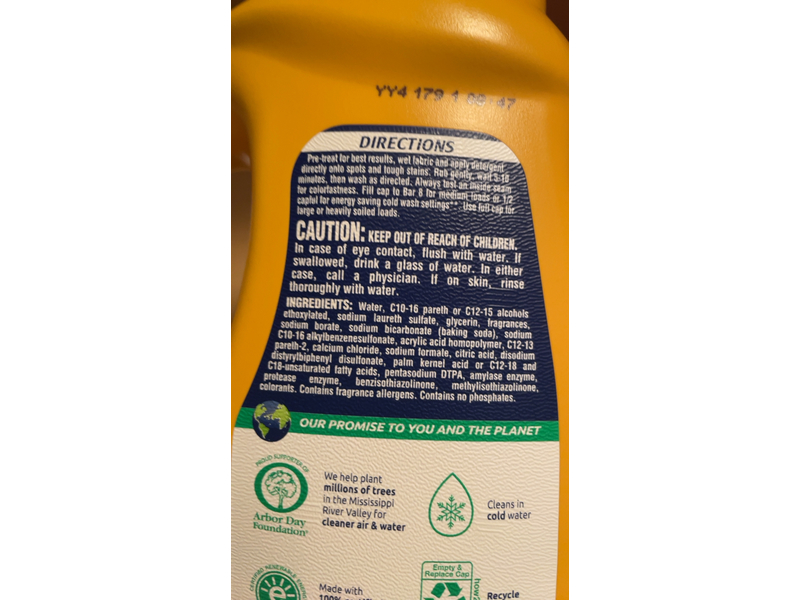 YY4 179 1
DIRECTIONS
Pre-treat for best results, wet fabric and apply detergent
directly onto spots and tough stains. Rub gently, wait 5-10
minutes, then wash as directed. Always test an inside seam
for colorfastness. Fill cap to Bar 8 for medium loads or 1/2
capful for energy saving cold wash settings**. Use full cap for
large or heavily soiled loads.
CAUTION: KEEP OUT OF REACH OF CHILDREN.
In case of eye contact, flush with water. If
swallowed, drink a glass of water. In either
case, call a physician. If on skin, rinse
thoroughly with water.
INGREDIENTS: Water, C10-16 pareth or C12-15 alcohols
ethoxylated, sodium laureth sulfate, glycerin, fragrances,
sodium borate, sodium bicarbonate (baking soda), sodium
C10-16 alkylbenzenesulfonate, acrylic acid homopolymer, C12-13
pareth-2, calcium chloride, sodium formate, citric acid, disodium
distyrylbiphenyl disulfonate, palm kernel acid or C12-18 and
C18-unsaturated fatty acids, pentasodium DTPA, amylase enzyme,
protease enzyme, benzisothiazolinone, methylisothiazolinone,
colorants. Contains fragrance allergens. Contains no phosphates.
OUR PROMISE TO YOU AND THE PLANET
PROUD SUPPORTER OF
Arbor Day
Foundation®
We help plant
millions of trees
in the Mississippi
River Valley for
cleaner air & water
Cleans in
cold water
CERTIFIED RENEWABLE
e
Made with
100%
Empty &
Replace Cap
how2
Recycle